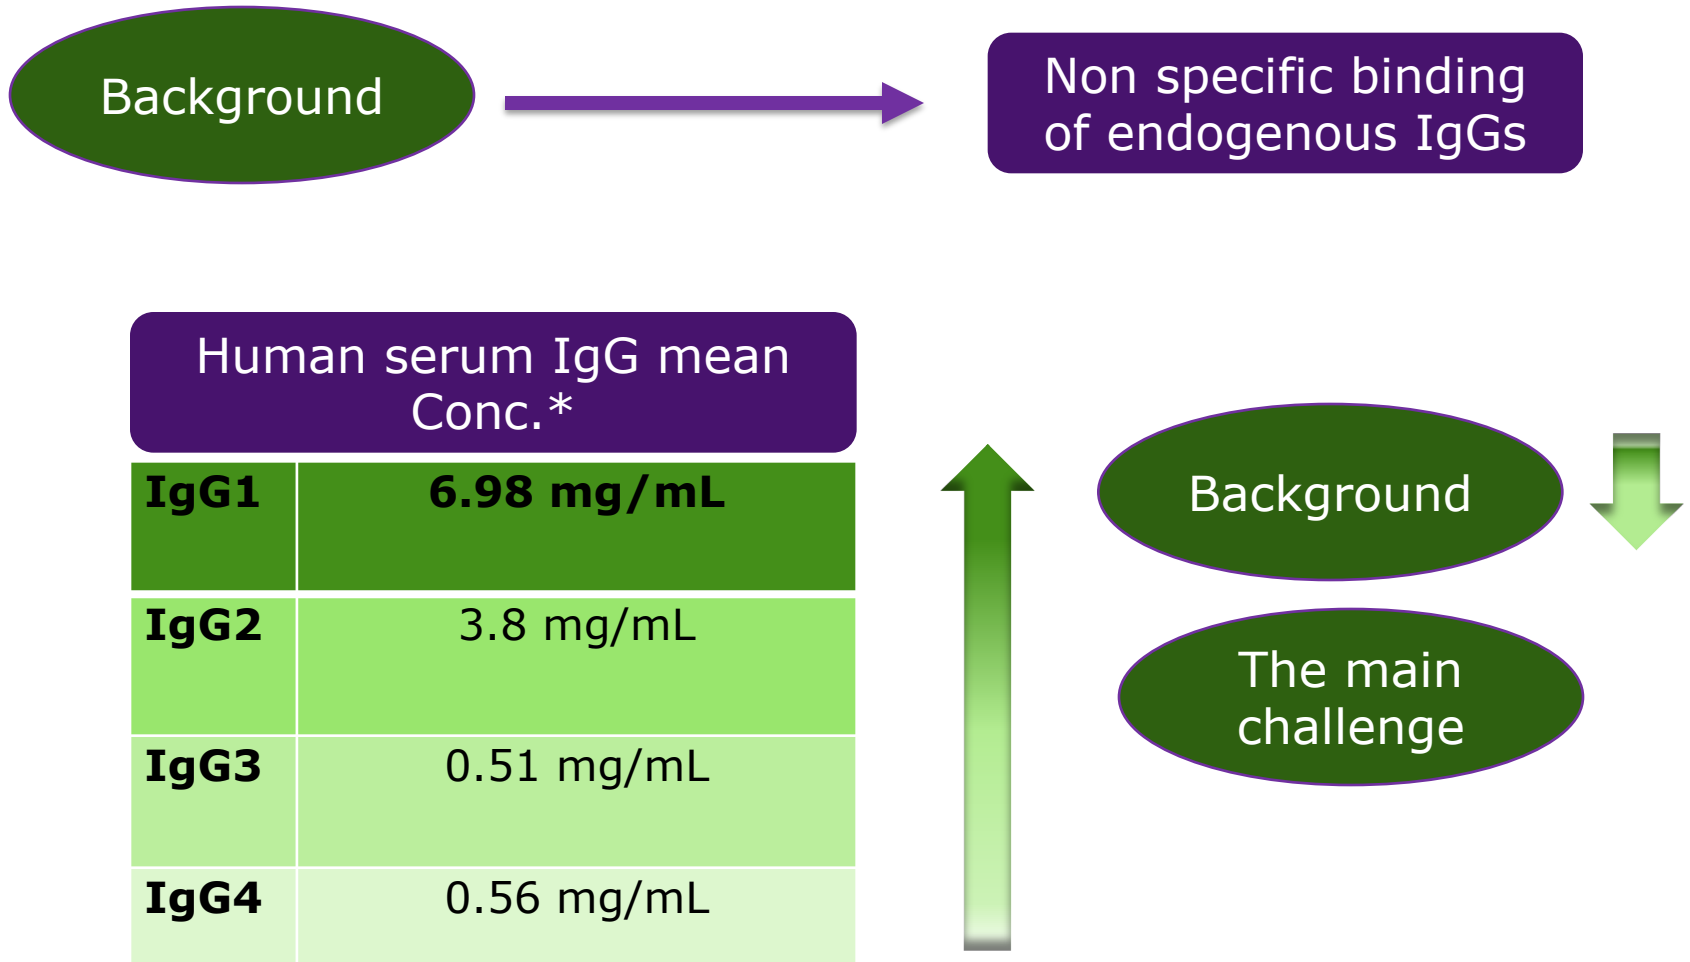 Background
Non specific binding
of endogenous IgGs
Human serum IgG mean
Conc.*
IgG1 6.98 mg/mL
IgG2 3.8 mg/mL
IgG3 0.51 mg/mL
IgG4 0.56 mg/mL
Background
The main
challenge